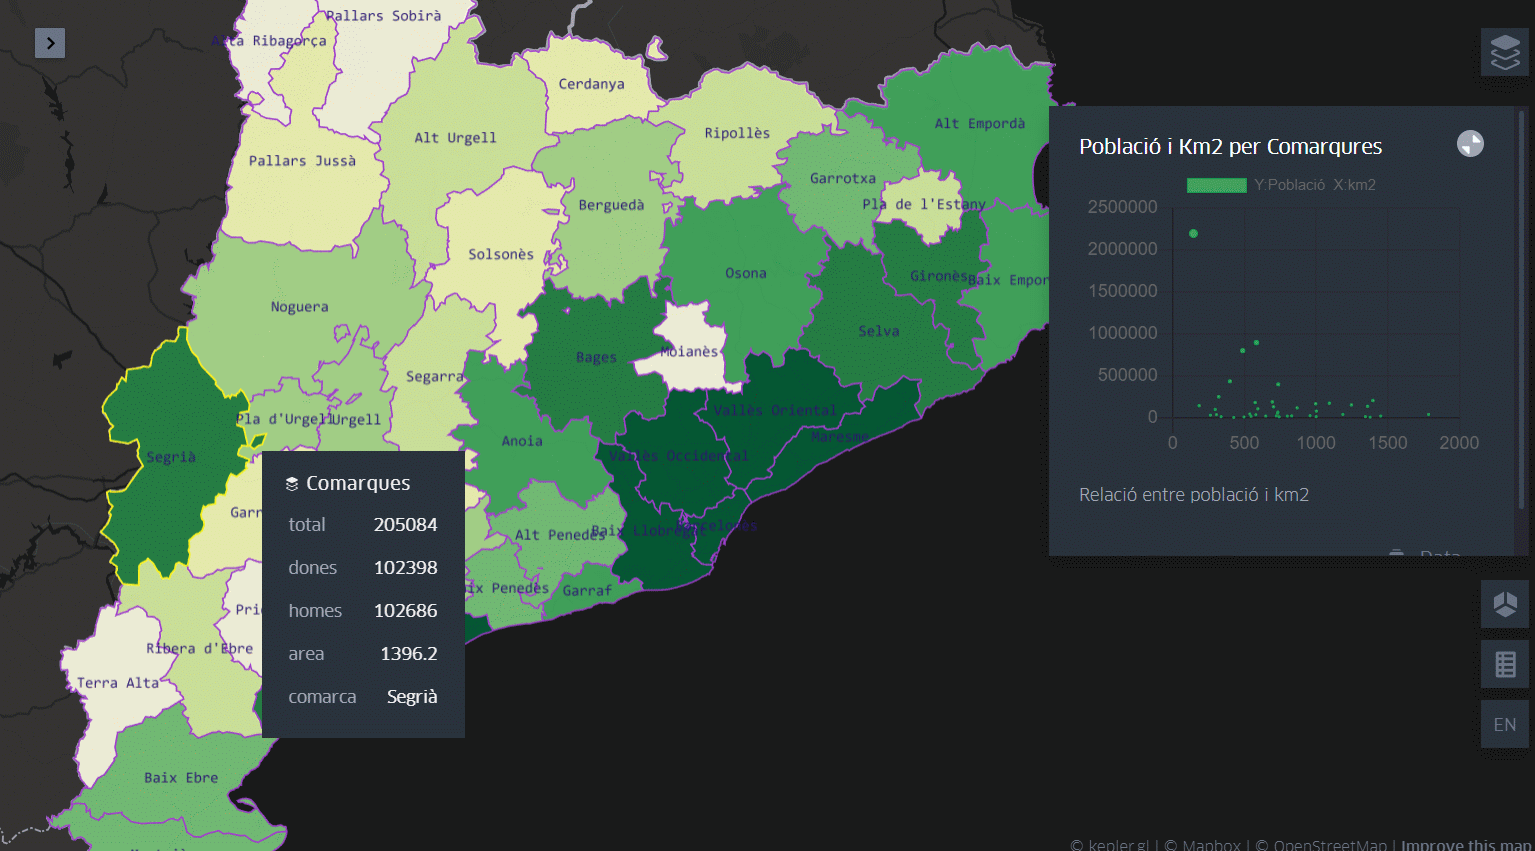 Pallars Sobirà
Alta Ribagorça
Cerdanya
Alt Urgell
Ripollès
Alt Empordà
Pallars Jussà
Garrotxa
Berguedà
Pla de l'Estany
Solsonès
Osona
Gironès
Baix Empor
Noguera
Selva
Moianès
Bages
Segarra
Vallès Oriental
Pla d'Urgell
Urgell
Maresme
Anoia
Segrià
Vallès Occidental
Garr
Barcelonès
Alt Penedès
Baix Llobregat
ix Penedès
Garraf
Pri
Ribera d'Ebre
Terra Alta
Baix Ebre
Comarques
total 205084
dones 102398
homes 102686
area 1396.2
comarca Segrià
Població i Km2 per Comarqures
Y:Població X:km2
2500000
2000000
1500000
1000000
500000
0
0 500 1000 1500 2000
Relació entre població i km2
Data
EN
© kepler.gl | © Mapbox | © OpenStreetMap | Improve this map